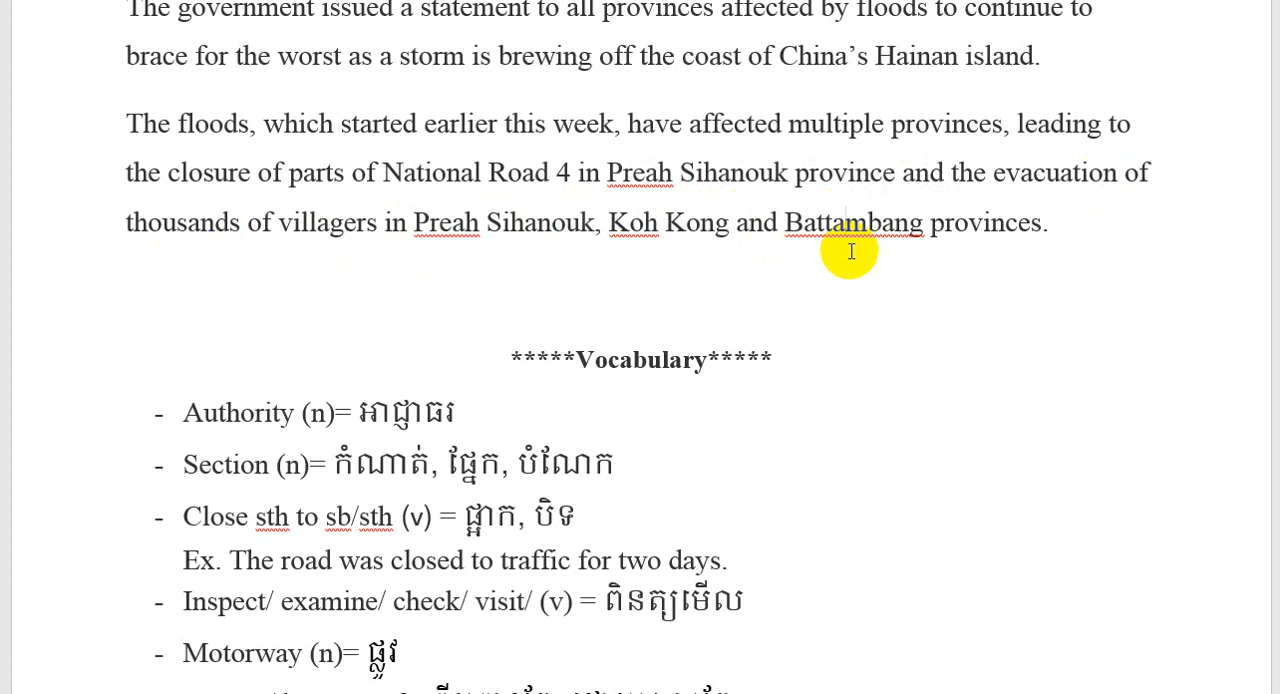 The government issued a statement to all provinces affected by floods to continue to
brace for the worst as a storm is brewing off the coast of China’s Hainan island.
The floods, which started earlier this week, have affected multiple provinces, leading to
the closure of parts of National Road 4 in Preah Sihanouk province and the evacuation of
thousands of villagers in Preah Sihanouk, Koh Kong and Battambang provinces.
*****Vocabulary*****
- Authority (n)= អាជ្ញាធរ
- Section (n)= កំណាត់, ផ្នែក, បំណែក
- Close sth to sb/sth (v) = ផ្អាក, បិទ
Ex. The road was closed to traffic for two days.
- Inspect/ examine/ check/ visit/ (v) = ពិនត្យមើល
- Motorway (n)= ផ្លូវ